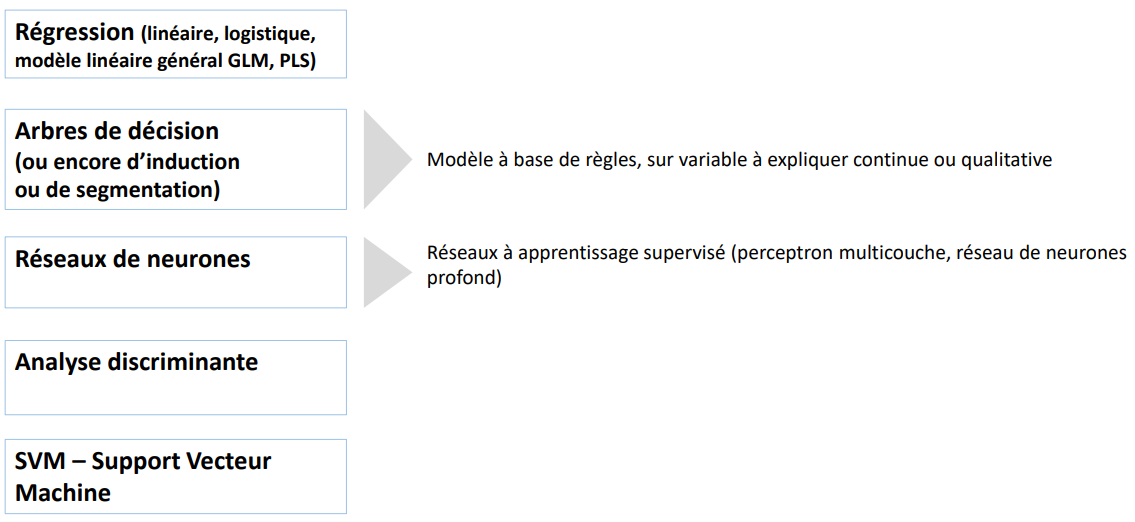 Régression (linéaire, logistique,
modèle linéaire général GLM, PLS)
Arbres de décision
(ou encore d’induction
ou de segmentation)
Modèle à base de règles, sur variable à expliquer continue ou qualitative
Réseaux de neurones
Réseaux à apprentissage supervisé (perceptron multicouche, réseau de neurones
profond)
Analyse discriminante
SVM – Support Vecteur
Machine